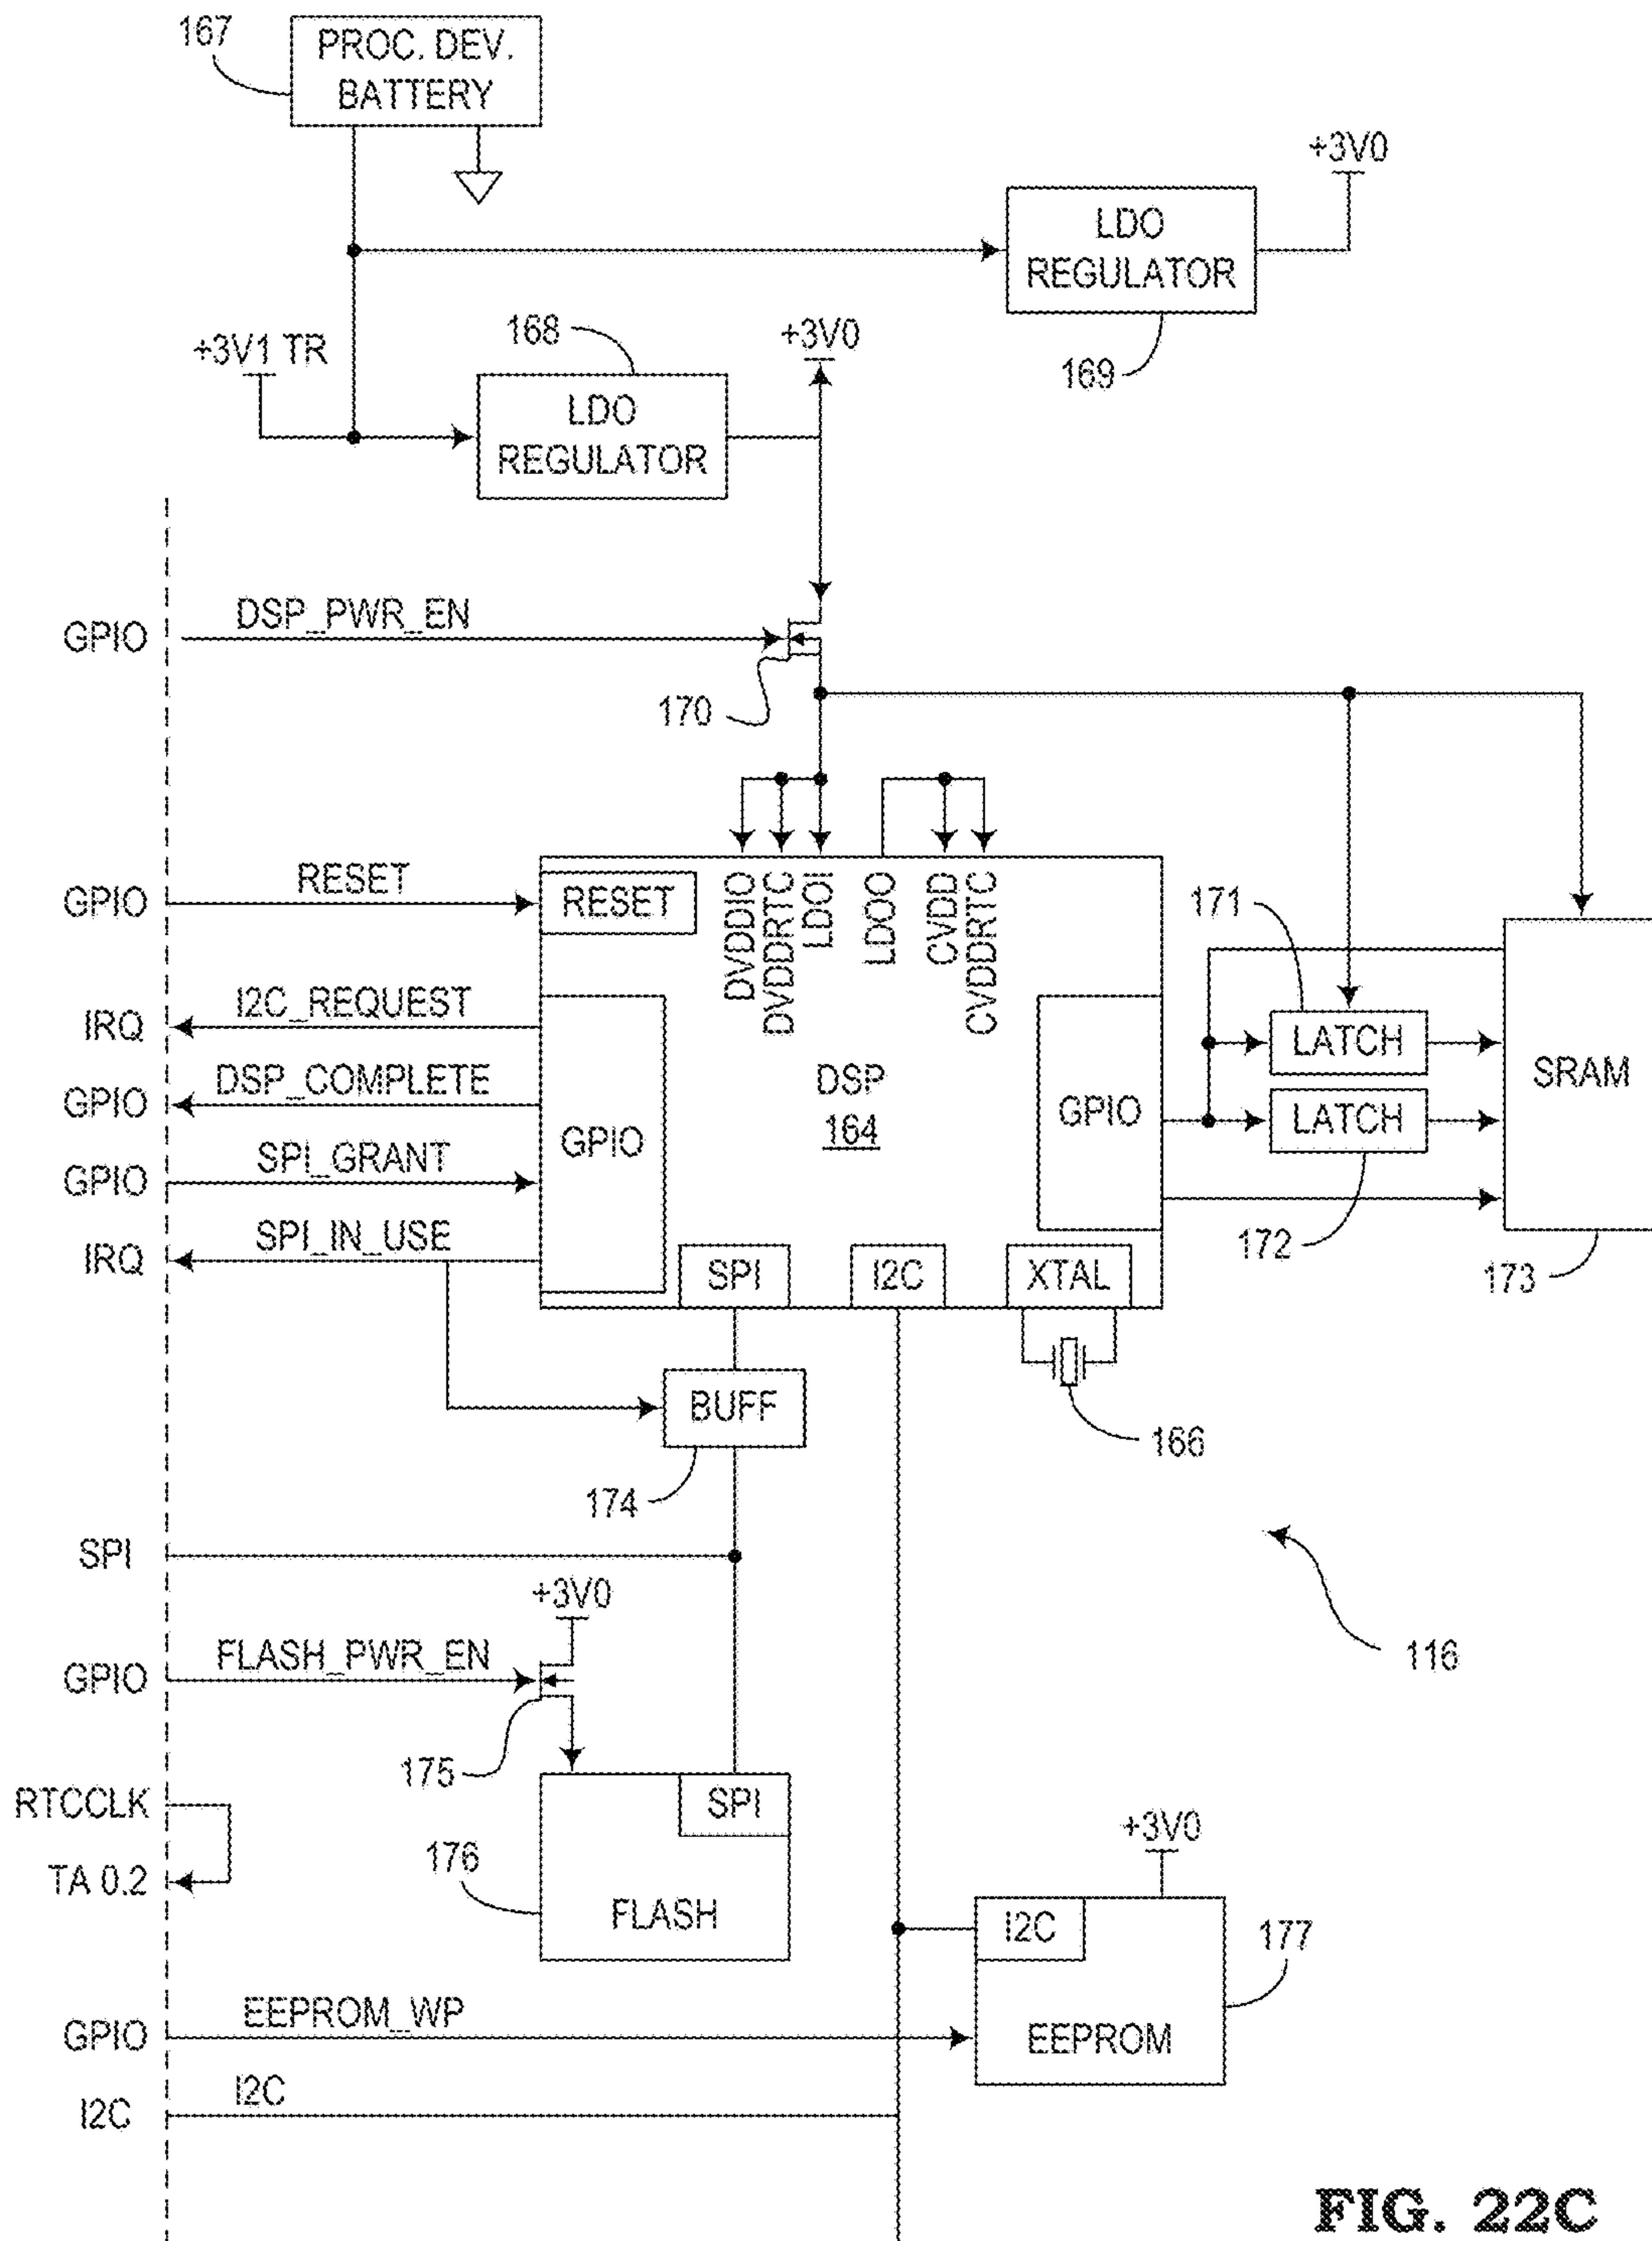 167
PROC. DEV.
BATTERY
+3V0
LDO
REGULATOR
169
+3V1 TR
168
LDO
REGULATOR
+3V0
GPIO
DSP_PWR_EN
170
GPIO
RESET
RESET
DVDDIO
DVDDRTC
LDOI
LDOO
CVDD
CVDDRTC
171
IRQ
I2C_REQUEST
LATCH
SRAM
GPIO
DSP_COMPLETE
GPIO
DSP
164
GPIO
LATCH
GPIO
SPI_GRANT
172
173
IRQ
SPI_IN_USE
SPI
I2C
XTAL
BUFF
166
174
SPI
+3V0
116
GPIO
FLASH_PWR_EN
175
RTCCLK
SPI
TA 0.2
176
FLASH
+3V0
I2C
177
GPIO
EEPROM_WP
EEPROM
I2C
I2C
FIG. 22C